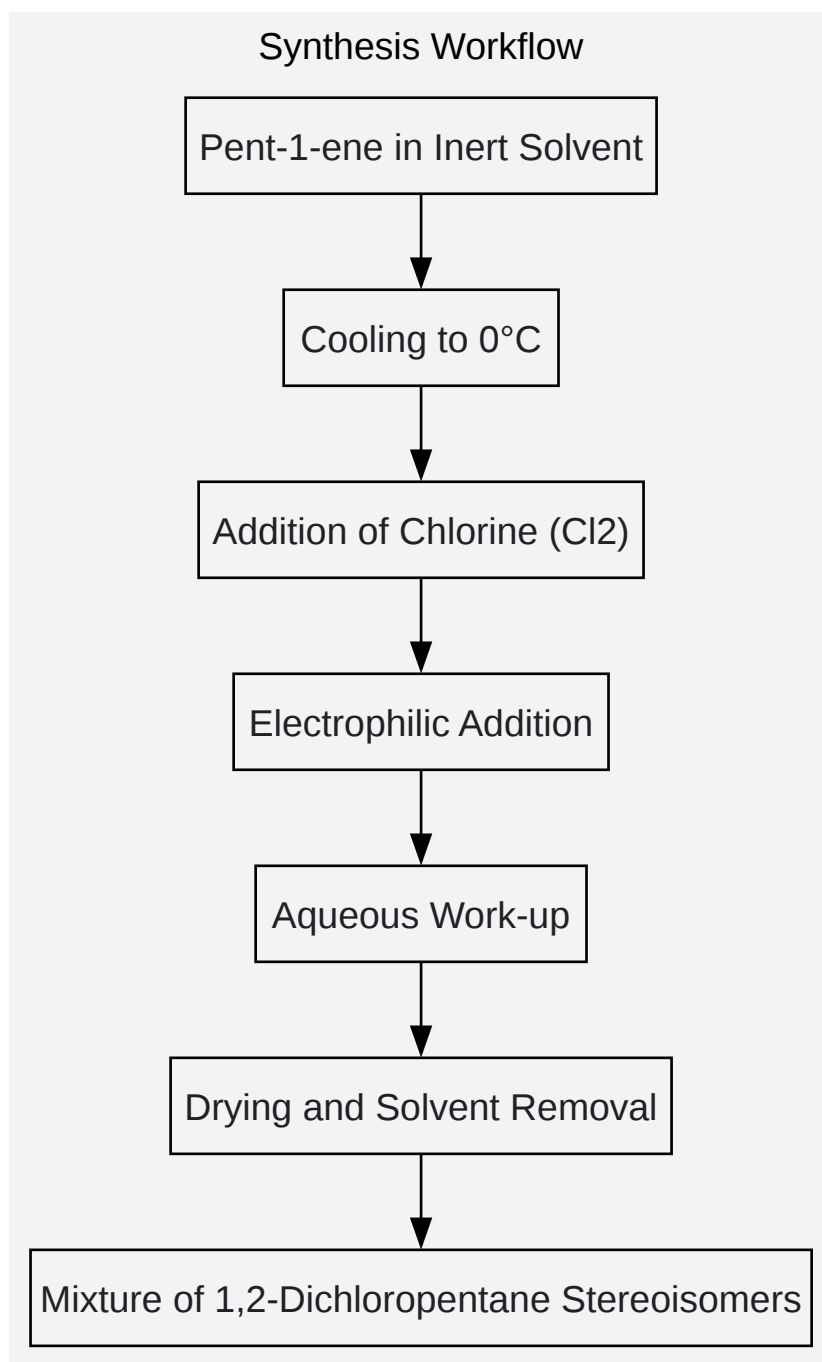 Synthesis Workflow
Pent-1-ene in Inert Solvent
Cooling to 0°C
Addition of Chlorine (Cl2)
Electrophilic Addition
Aqueous Work-up
Drying and Solvent Removal
Mixture of 1,2-Dichloropentane Stereoisomers